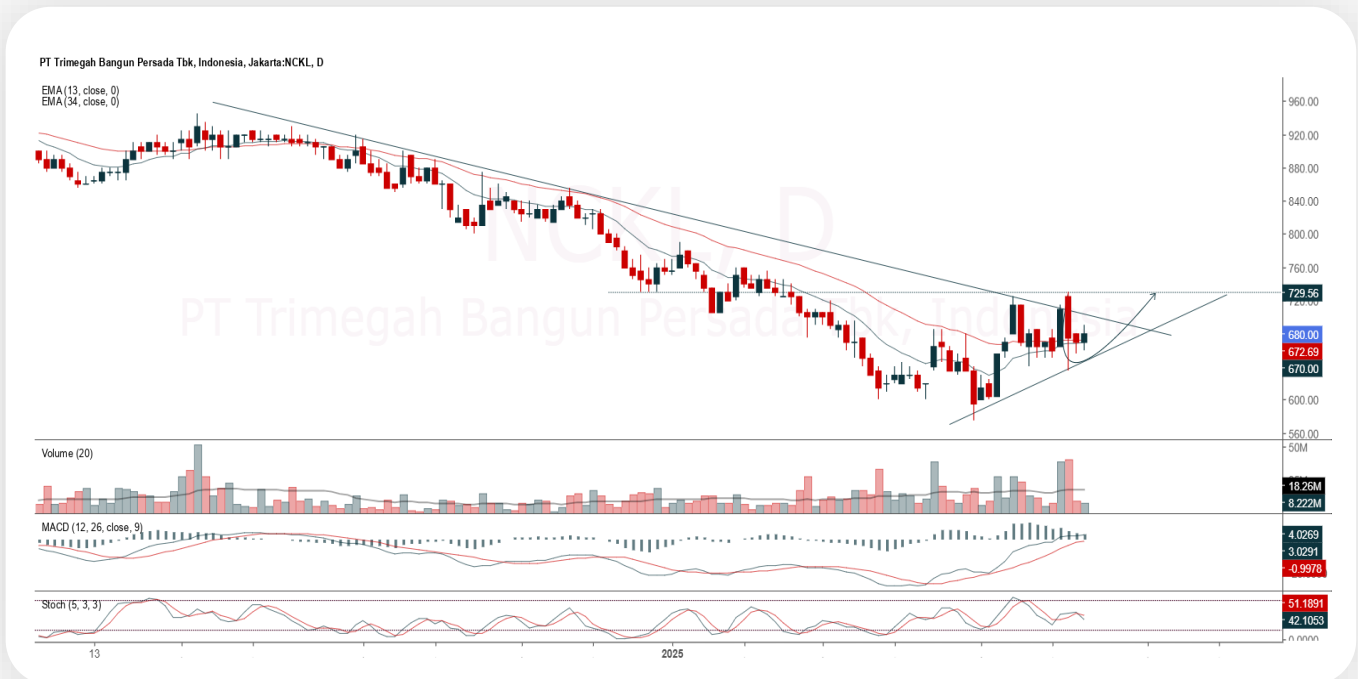 PT Trimegah Bangun Persada Tbk, Indonesia, Jakarta:NCKL, D
EMA (13, close, 0)
EMA (34, close, 0)
NCKL, D
PT Trimegah Bangun Persada Tbk, Indonesia
960.00
920.00
880.00
840.00
800.00
760.00
729.56
720.00
680.00
672.69
670.00
600.00
560.00
Volume (20)
50M
18.26M
8.222M
MACD (12, 26, close, 9)
4.0269
3.0291
-0.9978
Stoch (5, 3, 3)
51.1891
42.1053
0.0000
13
2025